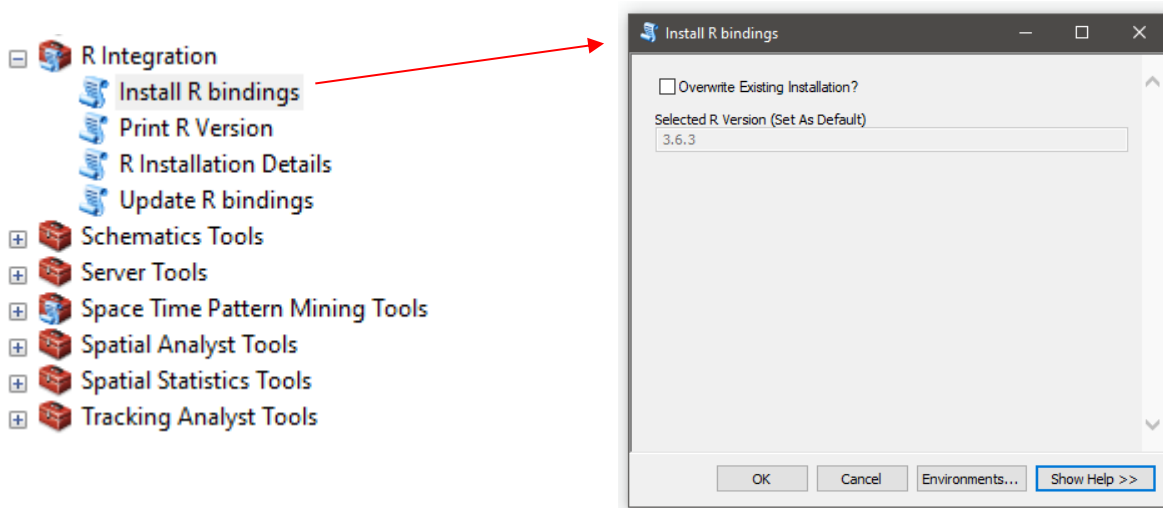 R Integration
Install R bindings
Print R Version
R Installation Details
Update R bindings
Schematics Tools
Server Tools
Space Time Pattern Mining Tools
Spatial Analyst Tools
Spatial Statistics Tools
Tracking Analyst Tools
Install R bindings
Overwrite Existing Installation?
Selected R Version (Set As Default)
3.6.3
OK Cancel Environments... Show Help >>